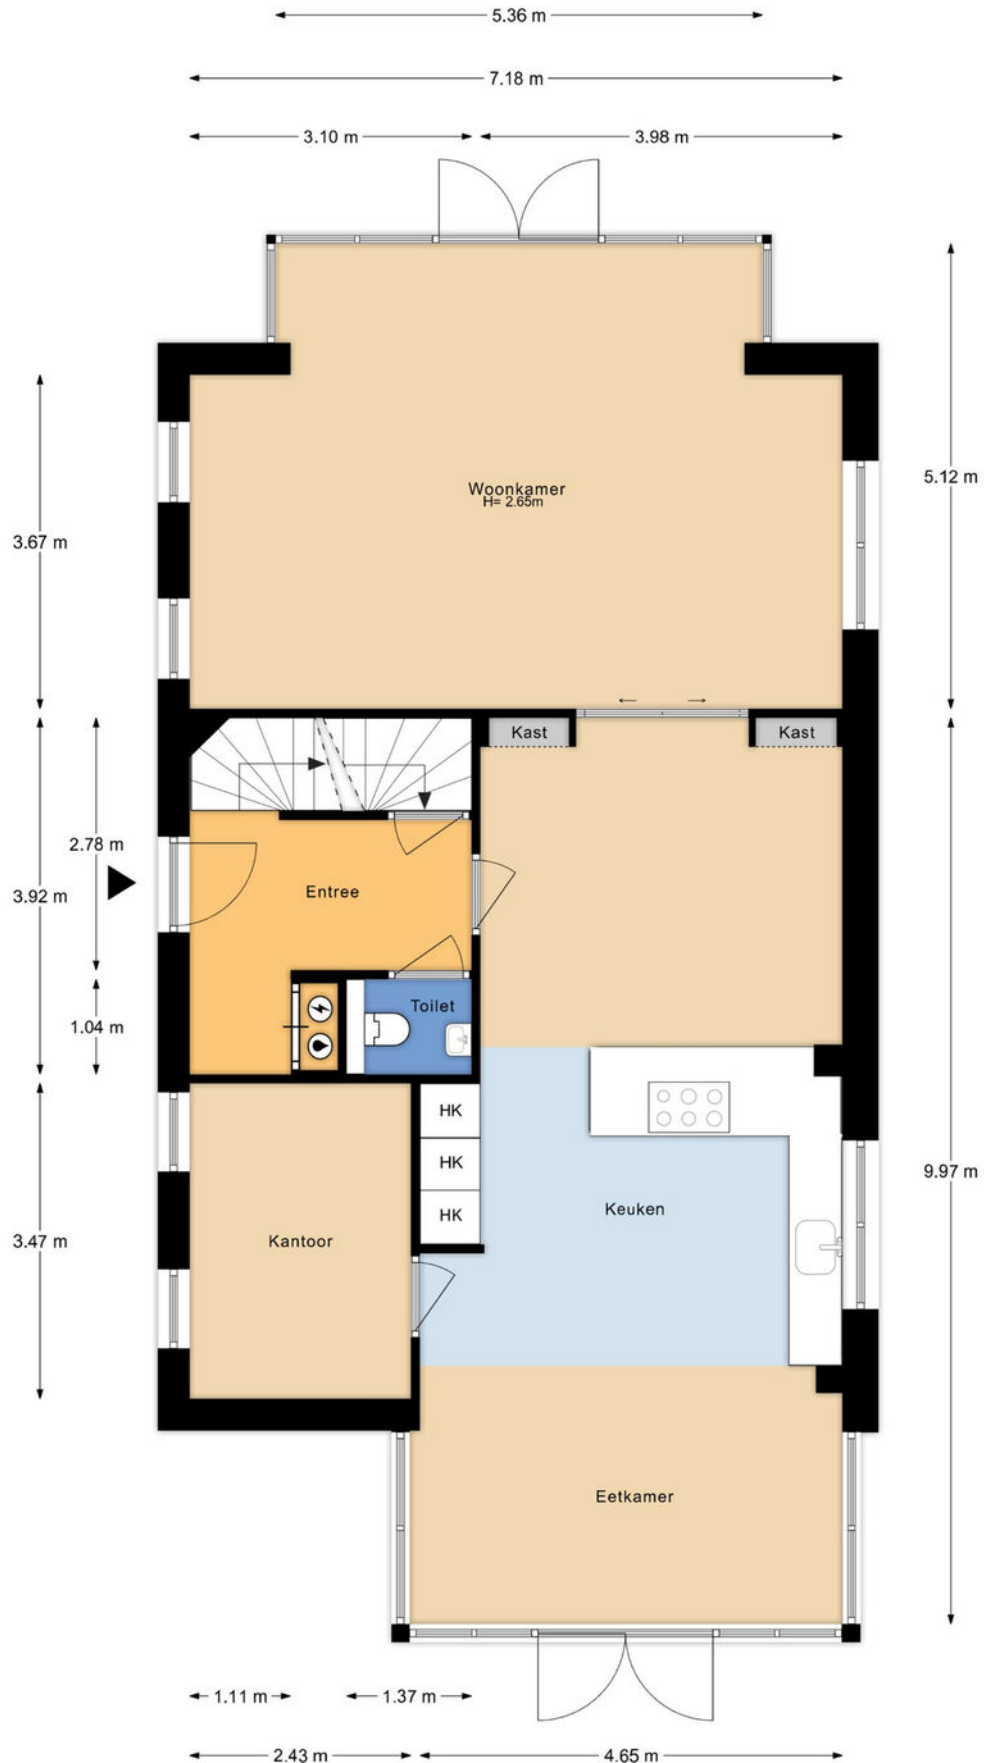 5.36 m
7.18 m
3.10 m
3.98 m
Woonkamer
H= 2.65m
5.12 m
3.67 m
Kast
Kast
2.78 m
3.92 m
Entree
Toilet
1.04 m
HK
HK
HK
Keuken
9.97 m
3.47 m
Kantoor
Eetkamer
1.11 m
1.37 m
2.43 m
4.65 m